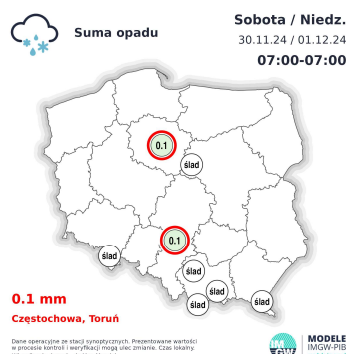 Suma opadu
Sobota / Niedz.
30.11.24 / 01.12.24
07:00-07:00
0.1
ślad
0.1
ślad
ślad
ślad
ślad
ślad
0.1 mm
Częstochowa, Toruń
Dane operacyjne ze stacji synoptycznych. Prezentowane wartości
w procesie kontroli i weryfikacji mogą ulec zmianie. Czas lokalny.
IM
GW
MODELE
IMGW-PIB